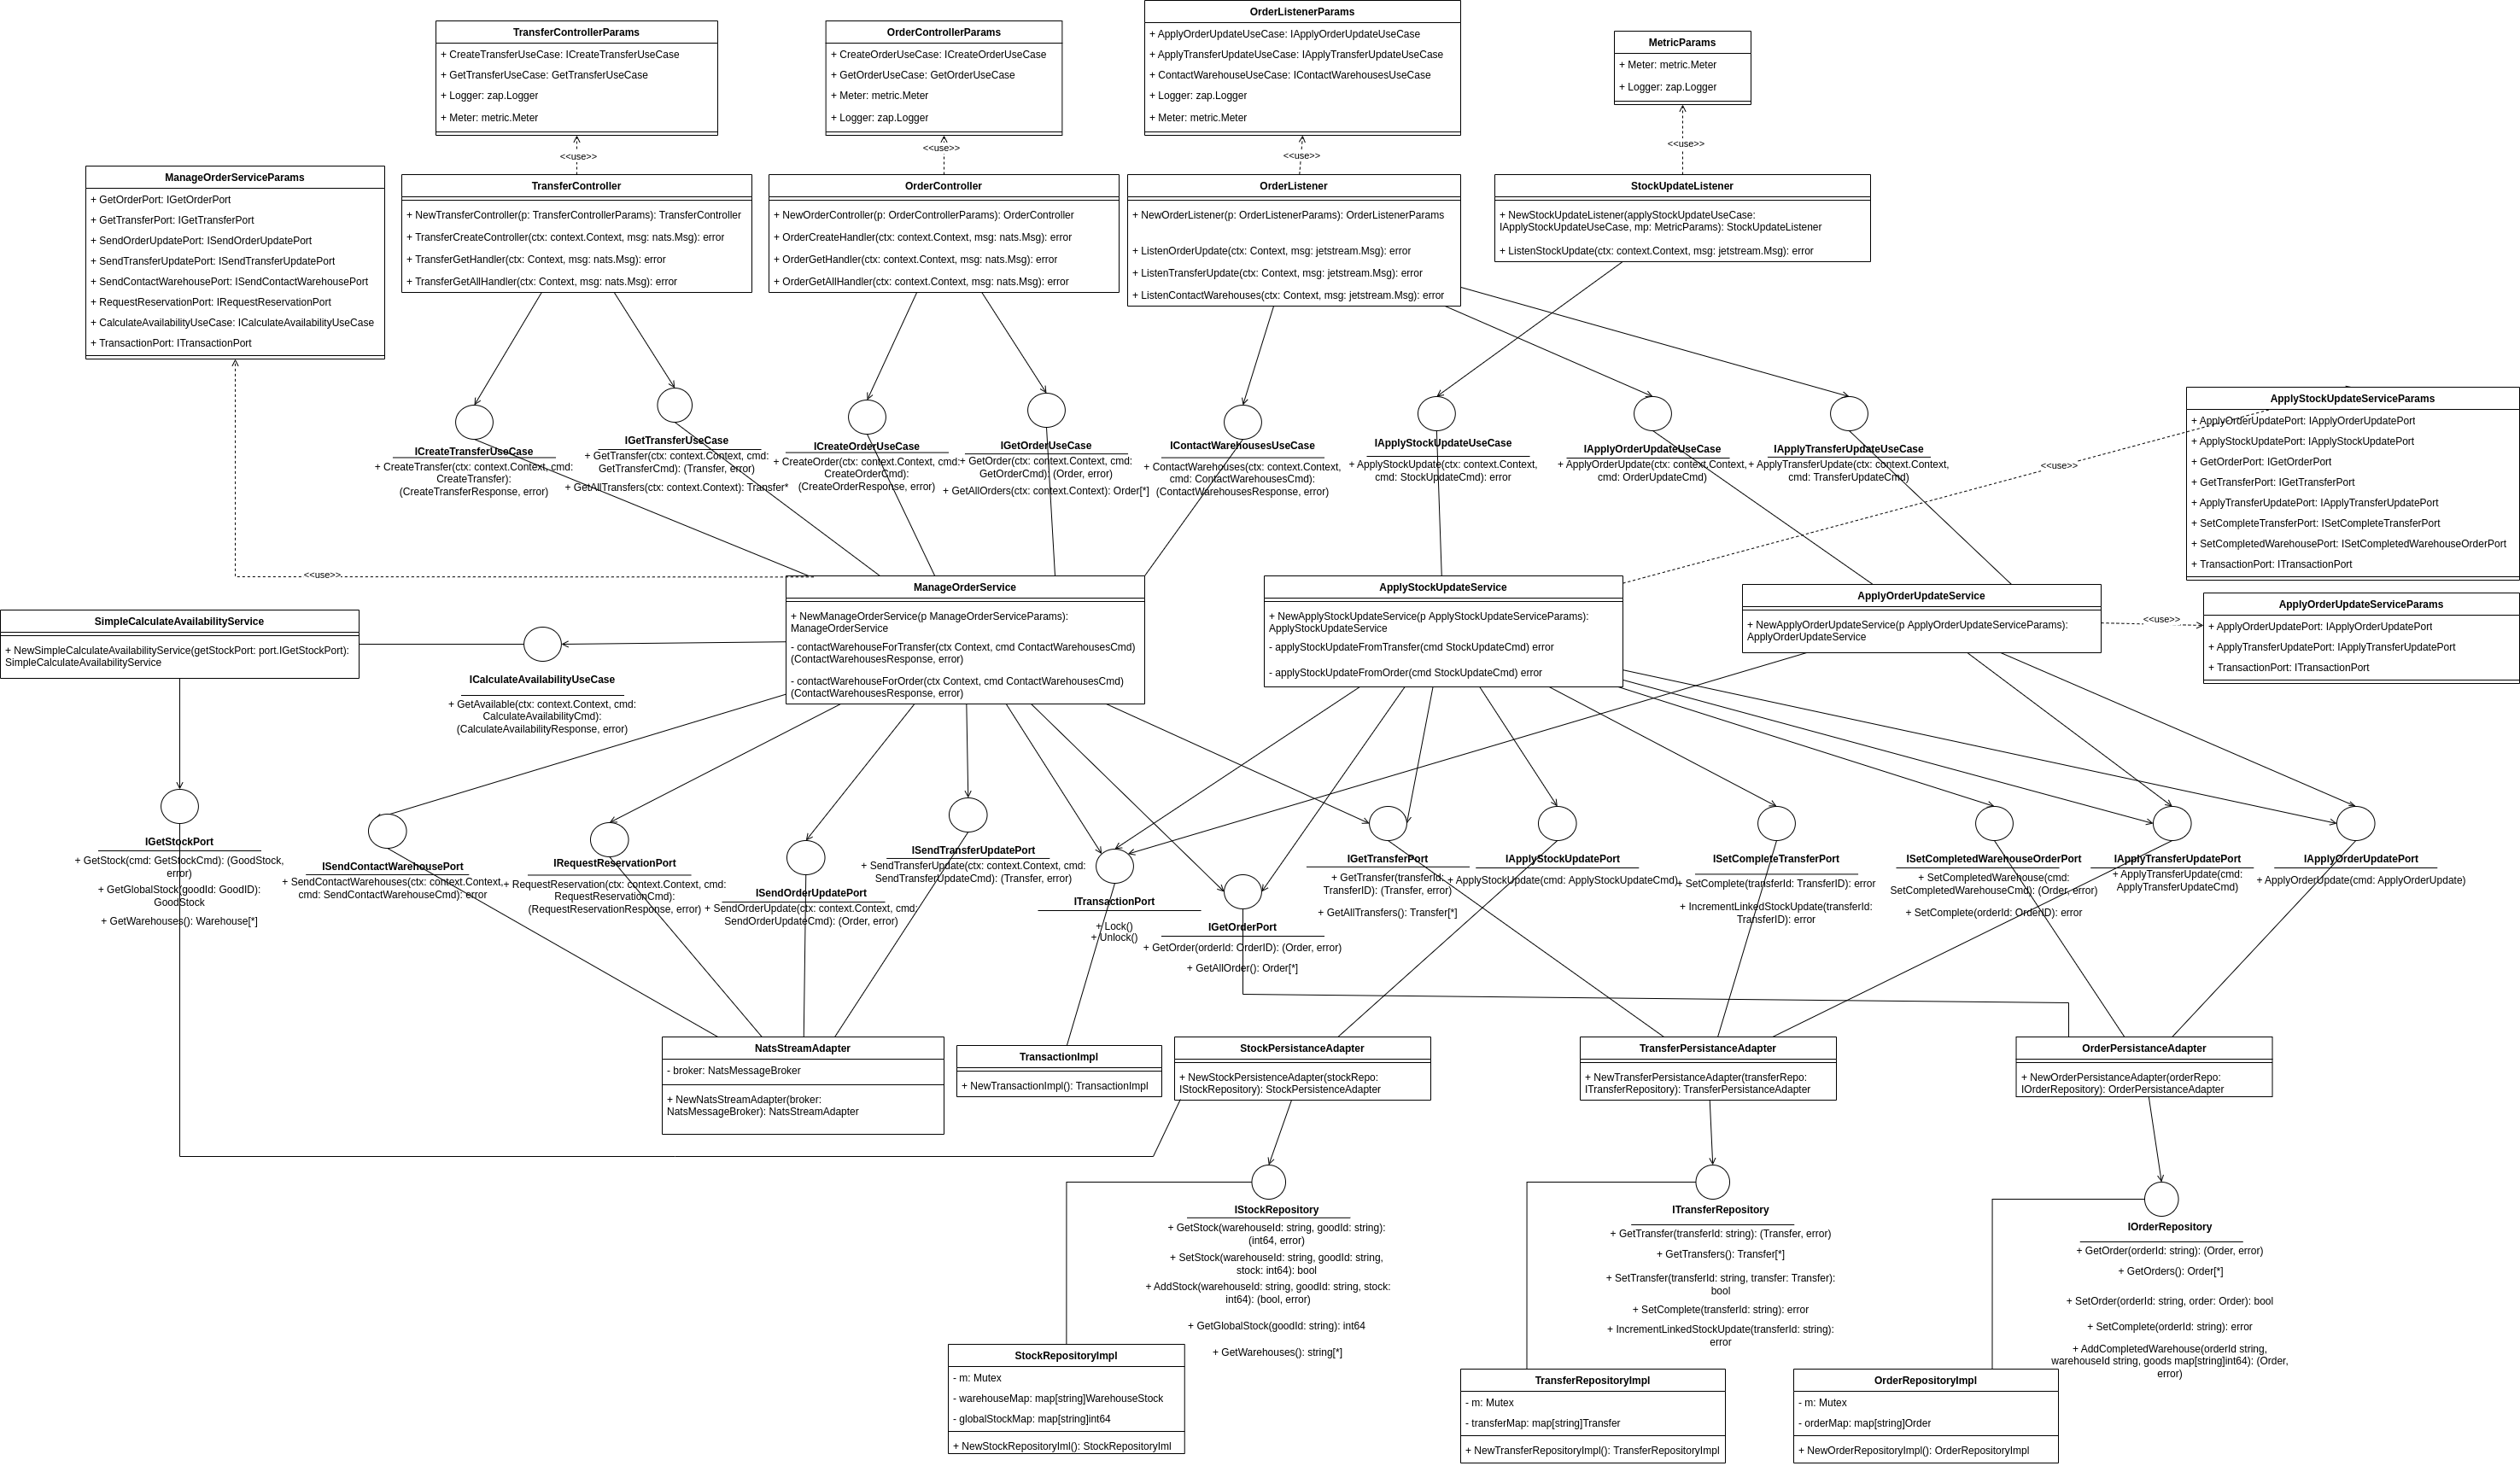 TransferControllerParams
+ CreateTransferUseCase: ICreateTransferUseCase
+ GetTransferUseCase: GetTransferUseCase
+ Logger: zap.Logger
+ Meter: metric.Meter
OrderControllerParams
+ CreateOrderUseCase: ICreateOrderUseCase
+ GetOrderUseCase: GetOrderUseCase
+ Meter: metric.Meter
+ Logger: zap.Logger
OrderListenerParams
+ ApplyOrderUpdateUseCase: IApplyOrderUpdateUseCase
+ ApplyTransferUpdateUseCase: IApplyTransferUpdateUseCase
+ ContactWarehouseUseCase: IContactWarehousesUseCase
+ Logger: zap.Logger
+ Meter: metric.Meter
MetricParams
+ Meter: metric.Meter
+ Logger: zap.Logger
<<use>>
<<use>>
<<use>>
<<use>>
ManageOrderServiceParams
+ GetOrderPort: IGetOrderPort
+ GetTransferPort: IGetTransferPort
+ SendOrderUpdatePort: ISendOrderUpdatePort
+ SendTransferUpdatePort: ISendTransferUpdatePort
+ SendContactWarehousePort: ISendContactWarehousePort
+ RequestReservationPort: IRequestReservationPort
+ CalculateAvailabilityUseCase: ICalculateAvailabilityUseCase
+ TransactionPort: ITransactionPort
TransferController
+ NewTransferController(p: TransferControllerParams): TransferController
+ TransferCreateController(ctx: context.Context, msg: nats.Msg): error
+ TransferGetHandler(ctx: Context, msg: nats.Msg): error
+ TransferGetAllHandler(ctx: Context, msg: nats.Msg): error
OrderController
+ NewOrderController(p: OrderControllerParams): OrderController
+ OrderCreateHandler(ctx: context.Context, msg: nats.Msg): error
+ OrderGetHandler(ctx: context.Context, msg: nats.Msg): error
+ OrderGetAllHandler(ctx: context.Context, msg: nats.Msg): error
OrderListener
+ NewOrderListener(p: OrderListenerParams): OrderListenerParams
+ ListenOrderUpdate(ctx: Context, msg: jetstream.Msg): error
+ ListenTransferUpdate(ctx: Context, msg: jetstream.Msg): error
+ ListenContactWarehouses(ctx: Context, msg: jetstream.Msg): error
StockUpdateListener
+ NewStockUpdateListener(applyStockUpdateUseCase:
IApplyStockUpdateUseCase, mp: MetricParams): StockUpdateListener
+ ListenStockUpdate(ctx: context.Context, msg: jetstream.Msg): error
ICreateTransferUseCase
+ CreateTransfer(ctx: context.Context, cmd:
CreateTransfer):
(CreateTransferResponse, error)
IGetTransferUseCase
+ GetTransfer(ctx: context.Context, cmd:
GetTransferCmd): (Transfer, error)
+ GetAllTransfers(ctx: context.Context): Transfer*
ICreateOrderUseCase
+ CreateOrder(ctx: context.Context, cmd:
CreateOrderCmd):
(CreateOrderResponse, error)
IGetOrderUseCase
+ GetOrder(ctx: context.Context, cmd:
GetOrderCmd): (Order, error)
+ GetAllOrders(ctx: context.Context): Order[*]
IContactWarehousesUseCase
+ ContactWarehouses(ctx: context.Context,
cmd: ContactWarehousesCmd):
(ContactWarehousesResponse, error)
IApplyStockUpdateUseCase
+ ApplyStockUpdate(ctx: context.Context,
cmd: StockUpdateCmd): error
IApplyOrderUpdateUseCase
+ ApplyOrderUpdate(ctx: context.Context,
cmd: OrderUpdateCmd)
IApplyTransferUpdateUseCase
+ ApplyTransferUpdate(ctx: context.Context,
cmd: TransferUpdateCmd)
<<use>>
ApplyStockUpdateServiceParams
+ ApplyOrderUpdatePort: IApplyOrderUpdatePort
+ ApplyStockUpdatePort: IApplyStockUpdatePort
+ GetOrderPort: IGetOrderPort
+ GetTransferPort: IGetTransferPort
+ ApplyTransferUpdatePort: IApplyTransferUpdatePort
+ SetCompleteTransferPort: ISetCompleteTransferPort
+ SetCompletedWarehousePort: ISetCompletedWarehouseOrderPort
+ TransactionPort: ITransactionPort
<<use>>
SimpleCalculateAvailabilityService
+ NewSimpleCalculateAvailabilityService(getStockPort: port.IGetStockPort):
SimpleCalculateAvailabilityService
ICalculateAvailabilityUseCase
+ GetAvailable(ctx: context.Context, cmd:
CalculateAvailabilityCmd):
(CalculateAvailabilityResponse, error)
ManageOrderService
+ NewManageOrderService(p ManageOrderServiceParams):
ManageOrderService
- contactWarehouseForTransfer(ctx Context, cmd ContactWarehousesCmd)
(ContactWarehousesResponse, error)
- contactWarehouseForOrder(ctx Context, cmd ContactWarehousesCmd)
(ContactWarehousesResponse, error)
ApplyStockUpdateService
+ NewApplyStockUpdateService(p ApplyStockUpdateServiceParams):
ApplyStockUpdateService
- applyStockUpdateFromTransfer(cmd StockUpdateCmd) error
- applyStockUpdateFromOrder(cmd StockUpdateCmd) error
ApplyOrderUpdateService
+ NewApplyOrderUpdateService(p ApplyOrderUpdateServiceParams):
ApplyOrderUpdateService
<<use>>
ApplyOrderUpdateServiceParams
+ ApplyOrderUpdatePort: IApplyOrderUpdatePort
+ ApplyTransferUpdatePort: IApplyTransferUpdatePort
+ TransactionPort: ITransactionPort
IGetStockPort
+ GetStock(cmd: GetStockCmd): (GoodStock,
error)
+ GetGlobalStock(goodId: GoodID):
GoodStock
+ GetWarehouses(): Warehouse[*]
ISendContactWarehousePort
+ SendContactWarehouses(ctx: context.Context,
cmd: SendContactWarehouseCmd): error
IRequestReservationPort
+ RequestReservation(ctx: context.Context, cmd:
RequestReservationCmd):
(RequestReservationResponse, error)
ISendOrderUpdatePort
+ SendOrderUpdate(ctx: context.Context, cmd:
SendOrderUpdateCmd): (Order, error)
ISendTransferUpdatePort
+ SendTransferUpdate(ctx: context.Context, cmd:
SendTransferUpdateCmd): (Transfer, error)
ITransactionPort
+ Lock()
+ Unlock()
IGetOrderPort
+ GetOrder(orderId: OrderID): (Order, error)
+ GetAllOrder(): Order[*]
IGetTransferPort
+ GetTransfer(transferId:
TransferID): (Transfer, error)
+ GetAllTransfers(): Transfer[*]
IApplyStockUpdatePort
+ ApplyStockUpdate(cmd: ApplyStockUpdateCmd)
ISetCompleteTransferPort
+ SetComplete(transferId: TransferID): error
+ IncrementLinkedStockUpdate(transferId:
TransferID): error
ISetCompletedWarehouseOrderPort
+ SetCompletedWarehouse(cmd:
SetCompletedWarehouseCmd): (Order, error)
+ SetComplete(orderId: OrderID): error
IApplyTransferUpdatePort
+ ApplyTransferUpdate(cmd:
ApplyTransferUpdateCmd)
IApplyOrderUpdatePort
+ ApplyOrderUpdate(cmd: ApplyOrderUpdate)
NatsStreamAdapter
- broker: NatsMessageBroker
+ NewNatsStreamAdapter(broker:
NatsMessageBroker): NatsStreamAdapter
TransactionImpl
+ NewTransactionImpl(): TransactionImpl
StockPersistanceAdapter
+ NewStockPersistenceAdapter(stockRepo:
IStockRepository): StockPersistenceAdapter
TransferPersistanceAdapter
+ NewTransferPersistanceAdapter(transferRepo:
ITransferRepository): TransferPersistanceAdapter
OrderPersistanceAdapter
+ NewOrderPersistanceAdapter(orderRepo:
IOrderRepository): OrderPersistanceAdapter
IStockRepository
+ GetStock(warehouseId: string, goodId: string):
(int64, error)
+ SetStock(warehouseId: string, goodId: string,
stock: int64): bool
+ AddStock(warehouseId: string, goodId: string, stock:
int64): (bool, error)
+ GetGlobalStock(goodId: string): int64
+ GetWarehouses(): string[*]
ITransferRepository
+ GetTransfer(transferId: string): (Transfer, error)
+ GetTransfers(): Transfer[*]
+ SetTransfer(transferId: string, transfer: Transfer):
bool
+ SetComplete(transferId: string): error
+ IncrementLinkedStockUpdate(transferId: string):
error
IOrderRepository
+ GetOrder(orderId: string): (Order, error)
+ GetOrders(): Order[*]
+ SetOrder(orderId: string, order: Order): bool
+ SetComplete(orderId: string): error
+ AddCompletedWarehouse(orderId string,
warehouseId string, goods map[string]int64): (Order,
error)
StockRepositoryImpl
- m: Mutex
- warehouseMap: map[string]WarehouseStock
- globalStockMap: map[string]int64
+ NewStockRepositoryIml(): StockRepositoryIml
TransferRepositoryImpl
- m: Mutex
- transferMap: map[string]Transfer
+ NewTransferRepositoryImpl(): TransferRepositoryImpl
OrderRepositoryImpl
- m: Mutex
- orderMap: map[string]Order
+ NewOrderRepositoryImpl(): OrderRepositoryImpl